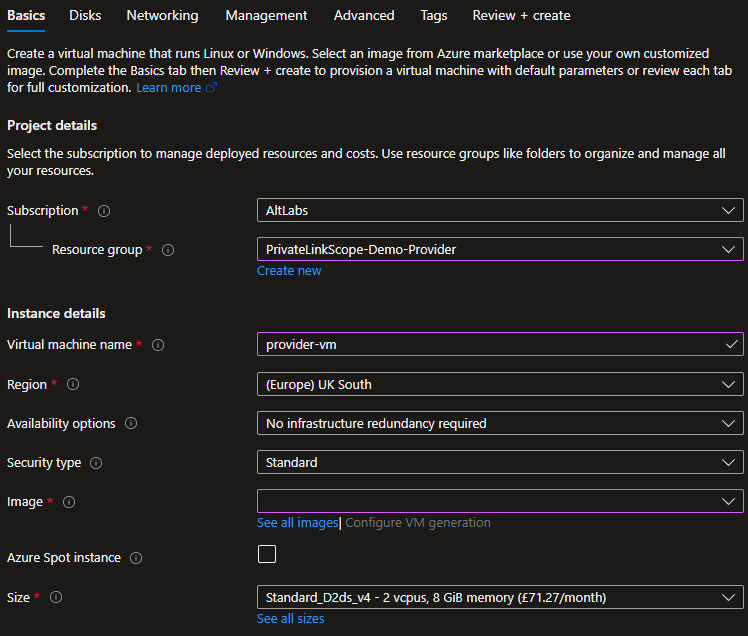 Basics Disks Networking Management Advanced Tags Review + create
Create a virtual machine that runs Linux or Windows. Select an image from Azure marketplace or use your own customized
image. Complete the Basics tab then Review + create to provision a virtual machine with default parameters or review each tab
for full customization. Learn more
Project details
Select the subscription to manage deployed resources and costs. Use resource groups like folders to organize and manage all
your resources.
Subscription * AltLabs
Resource group * PrivateLinkScope-Demo-Provider
Create new
Instance details
Virtual machine name * provider-vm
Region * (Europe) UK South
Availability options No infrastructure redundancy required
Security type Standard
Image *
See all images| Configure VM generation
Azure Spot instance
Size * Standard_D2ds_v4 - 2 vcpus, 8 GiB memory (£71.27/month)
See all sizes